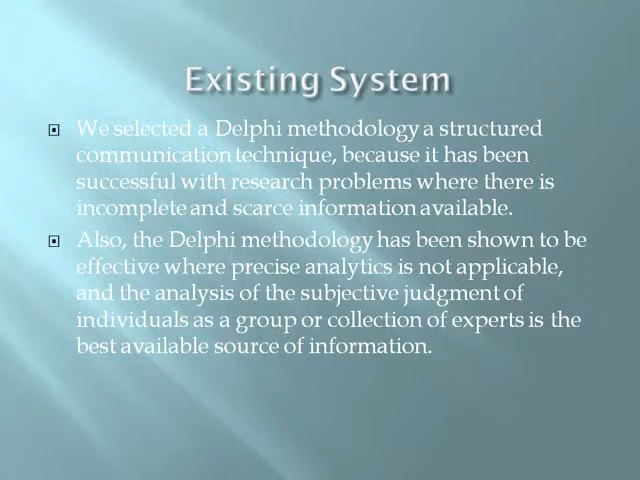 Existing System
We selected a Delphi methodology a structured
communication technique, because it has been
successful with research problems where there is
incomplete and scarce information available.
Also, the Delphi methodology has been shown to be
effective where precise analytics is not applicable,
and the analysis of the subjective judgment of
individuals as a group or collection of experts is the
best available source of information.